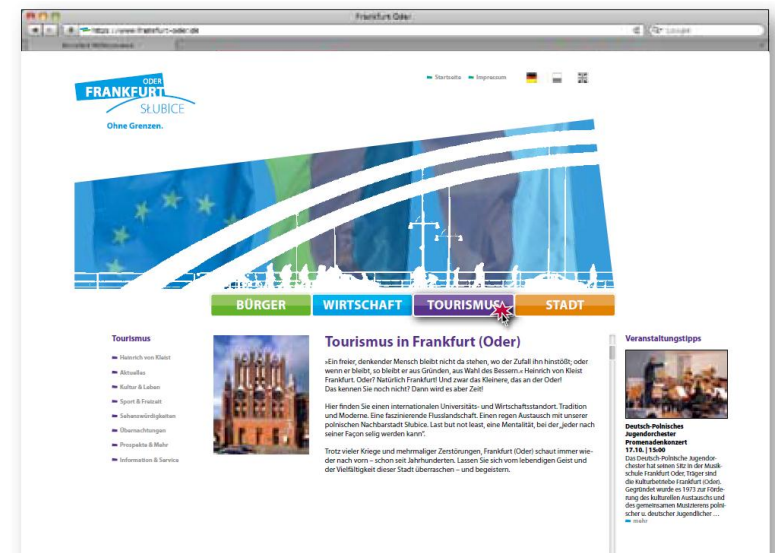 Frankfurt Oder
https://www.frankfurt-oder.de
Google
ODER
FRANKFURT
SŁUBICE
Ohne Grenzen.
Startseite
Impressum
BÜRGER
WIRTSCHAFT
TOURISMUS
STADT
Tourismus
Heinrich von Kleist
Aktuelles
Kultur & Leben
Sport & Freizeit
Sehenswürdigkeiten
Übernachtungen
Prospekte & Mehr
Information & Service
Tourismus in Frankfurt (Oder)
»Ein freier, denkender Mensch bleibt nicht da stehen, wo der Zufall ihn hinstößt; oder
wenn er bleibt, so bleibt er aus Gründen, aus Wahl des Bessern.« Heinrich von Kleist
Frankfurt. Oder? Natürlich Frankfurt! Und zwar das Kleinere, das an der Oder!
Das kennen Sie noch nicht? Dann wird es aber Zeit!
Hier finden Sie einen internationalen Universitäts- und Wirtschaftsstandort. Tradition
und Moderne. Eine faszinierende Flusslandschaft. Einen regen Austausch mit unserer
polnischen Nachbarstadt Słubice. Last but not least, eine Mentalität, bei der „jeder nach
seiner Façon selig werden kann“.
Trotz vieler Kriege und mehrmaliger Zerstörungen, Frankfurt (Oder) schaut immer wie-
der nach vorn – schon seit Jahrhunderten. Lassen Sie sich vom lebendigen Geist und
der Vielfältigkeit dieser Stadt überraschen – und begeistern.
Veranstaltungstipps
Deutsch-Polnisches
Jugendorchester
Promenadenkonzert
17.10. | 15:00
Das Deutsch-Polnische Jugendor-
chester hat seinen Sitz in der Musik-
schule Frankfurt Oder, Träger sind
die Kulturbetriebe Frankfurt (Oder).
Gegründet wurde es 1973 zur Förde-
rung des kulturellen Austauschs und
des gemeinsamen Musizierens polni-
scher u. deutscher Jugendlicher …
mehr